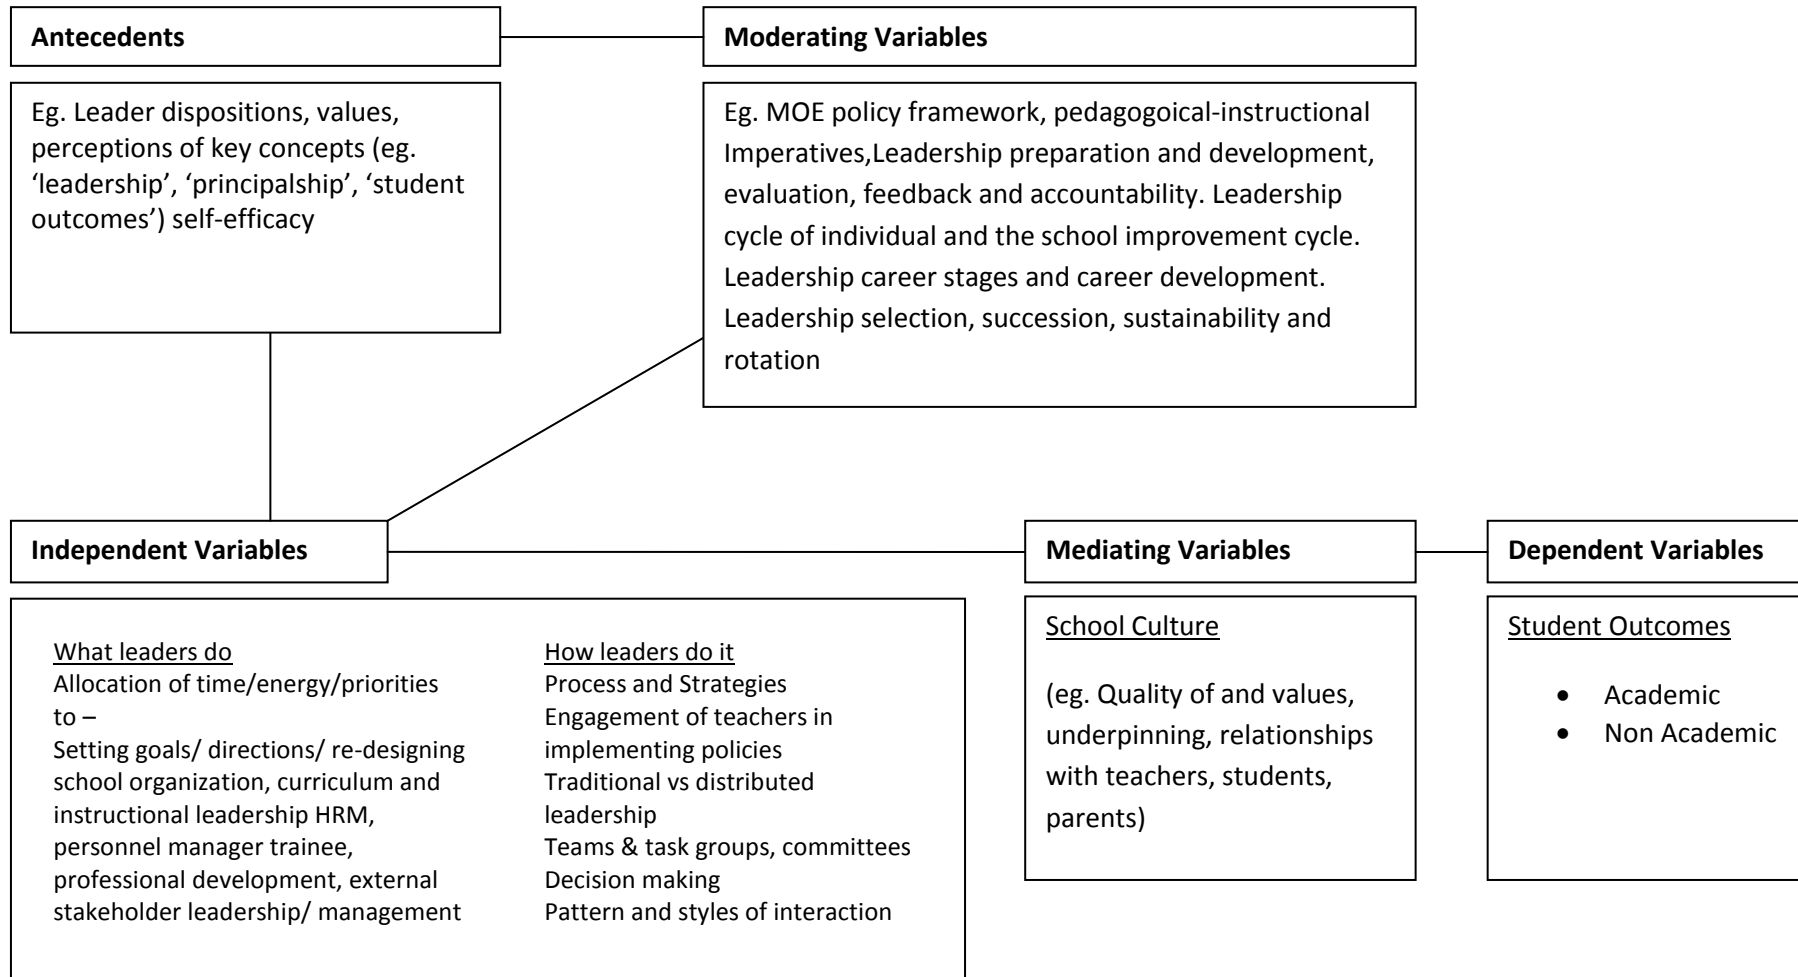 Antecedents
Moderating Variables
Eg. Leader dispositions, values,
perceptions of key concepts (eg.
‘leadership’, ‘principalship’, ‘student
outcomes’) self-efficacy
Eg. MOE policy framework, pedagogoical-instructional
Imperatives,Leadership preparation and development,
evaluation, feedback and accountability. Leadership
cycle of individual and the school improvement cycle.
Leadership career stages and career development.
Leadership selection, succession, sustainability and
rotation
Independent Variables
Mediating Variables
Dependent Variables
What leaders do
Allocation of time/energy/priorities
to –
Setting goals/ directions/ re-designing
school organization, curriculum and
instructional leadership HRM,
personnel manager trainee,
professional development, external
stakeholder leadership/ management
How leaders do it
Process and Strategies
Engagement of teachers in
implementing policies
Traditional vs distributed
leadership
Teams & task groups, committees
Decision making
Pattern and styles of interaction
School Culture
(eg. Quality of and values,
underpinning, relationships
with teachers, students,
parents)
Student Outcomes
• Academic
• Non Academic